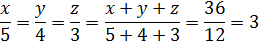 x/5 = y/4 = z/3 = (x + y + z)/(5 + 4 + 3) = 36/12 = 3